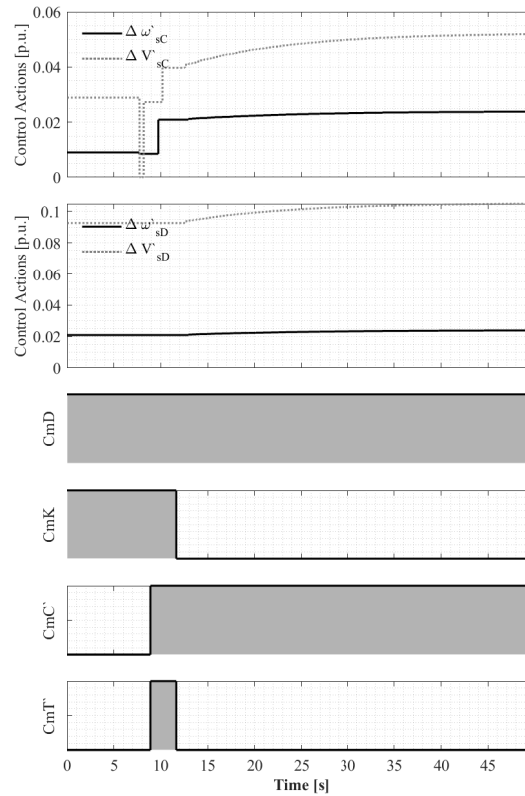 0.06
0.04
0.02
0
Control Actions [p.u.]
Δ ω`sC
Δ V`sC
0.1
0.08
0.06
0.04
0.02
0
Control Actions [p.u.]
Δ ω`sD
Δ V`sD
CmD
CmK
CmC`
CmT`
0 5 10 15 20 25 30 35 40 45
Time [s]